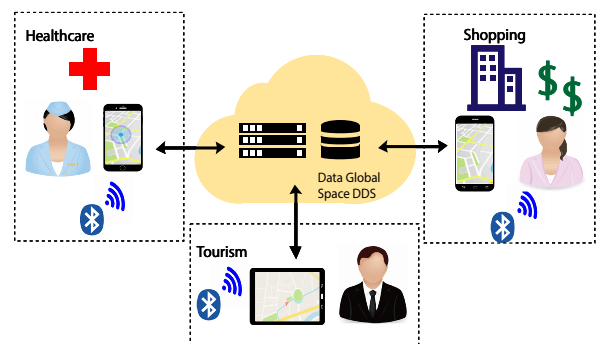 Healthcare
Shopping
Data Global
Space DDS
Tourism